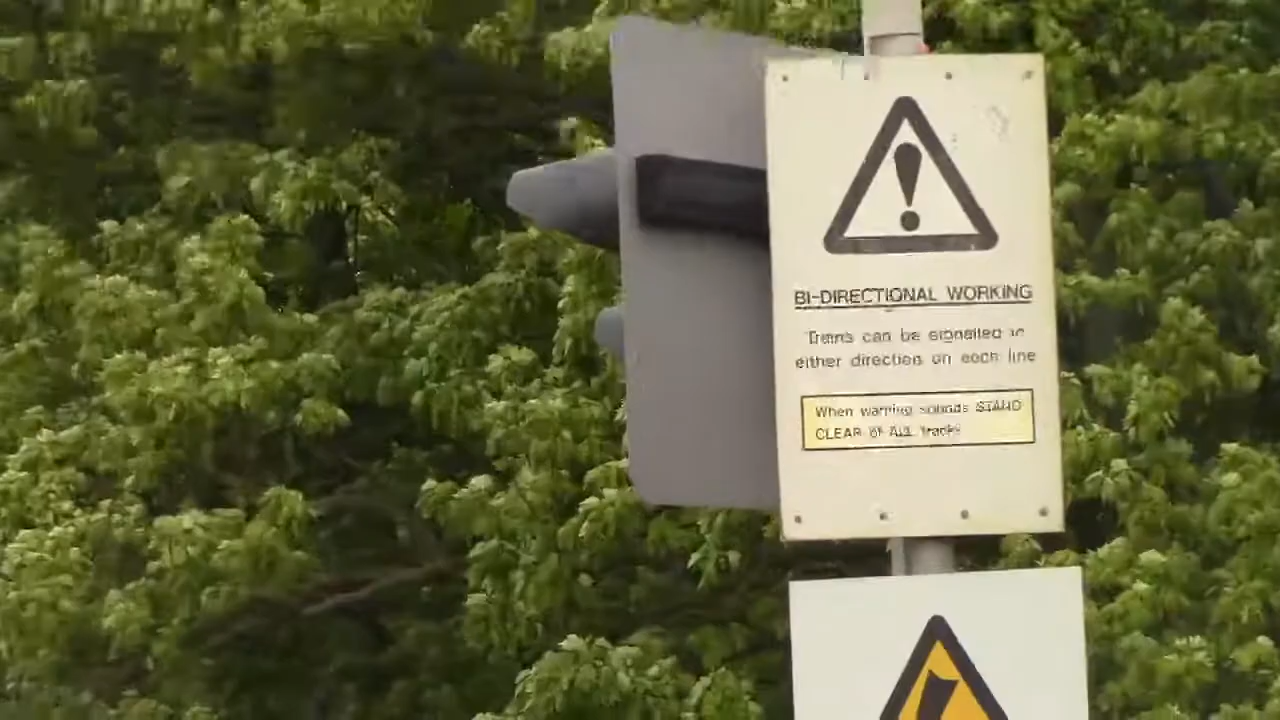 BI-DIRECTIONAL WORKING
Trains can be signalled in
either direction on each line
When warning sounds STAND
CLEAR of ALL tracks